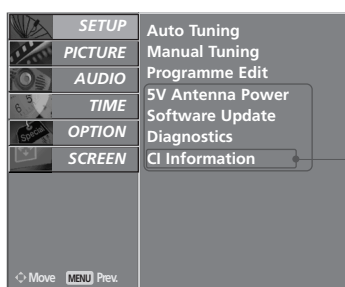 SETUP
PICTURE
AUDIO
TIME
OPTION
SCREEN
Auto Tuning
Manual Tuning
Programme Edit
5V Antenna Power
Software Update
Diagnostics
CI Information
Move MENU Prev.